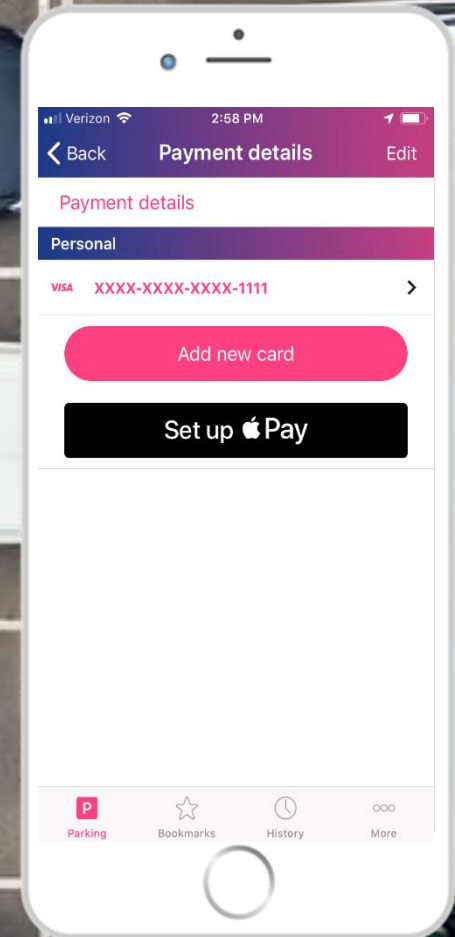 Verizon 2:58 PM
Back Payment details Edit
Payment details
Personal
VISA XXXX-XXXX-XXXX-1111
Add new card
Set up Pay
P
Parking Bookmarks History More